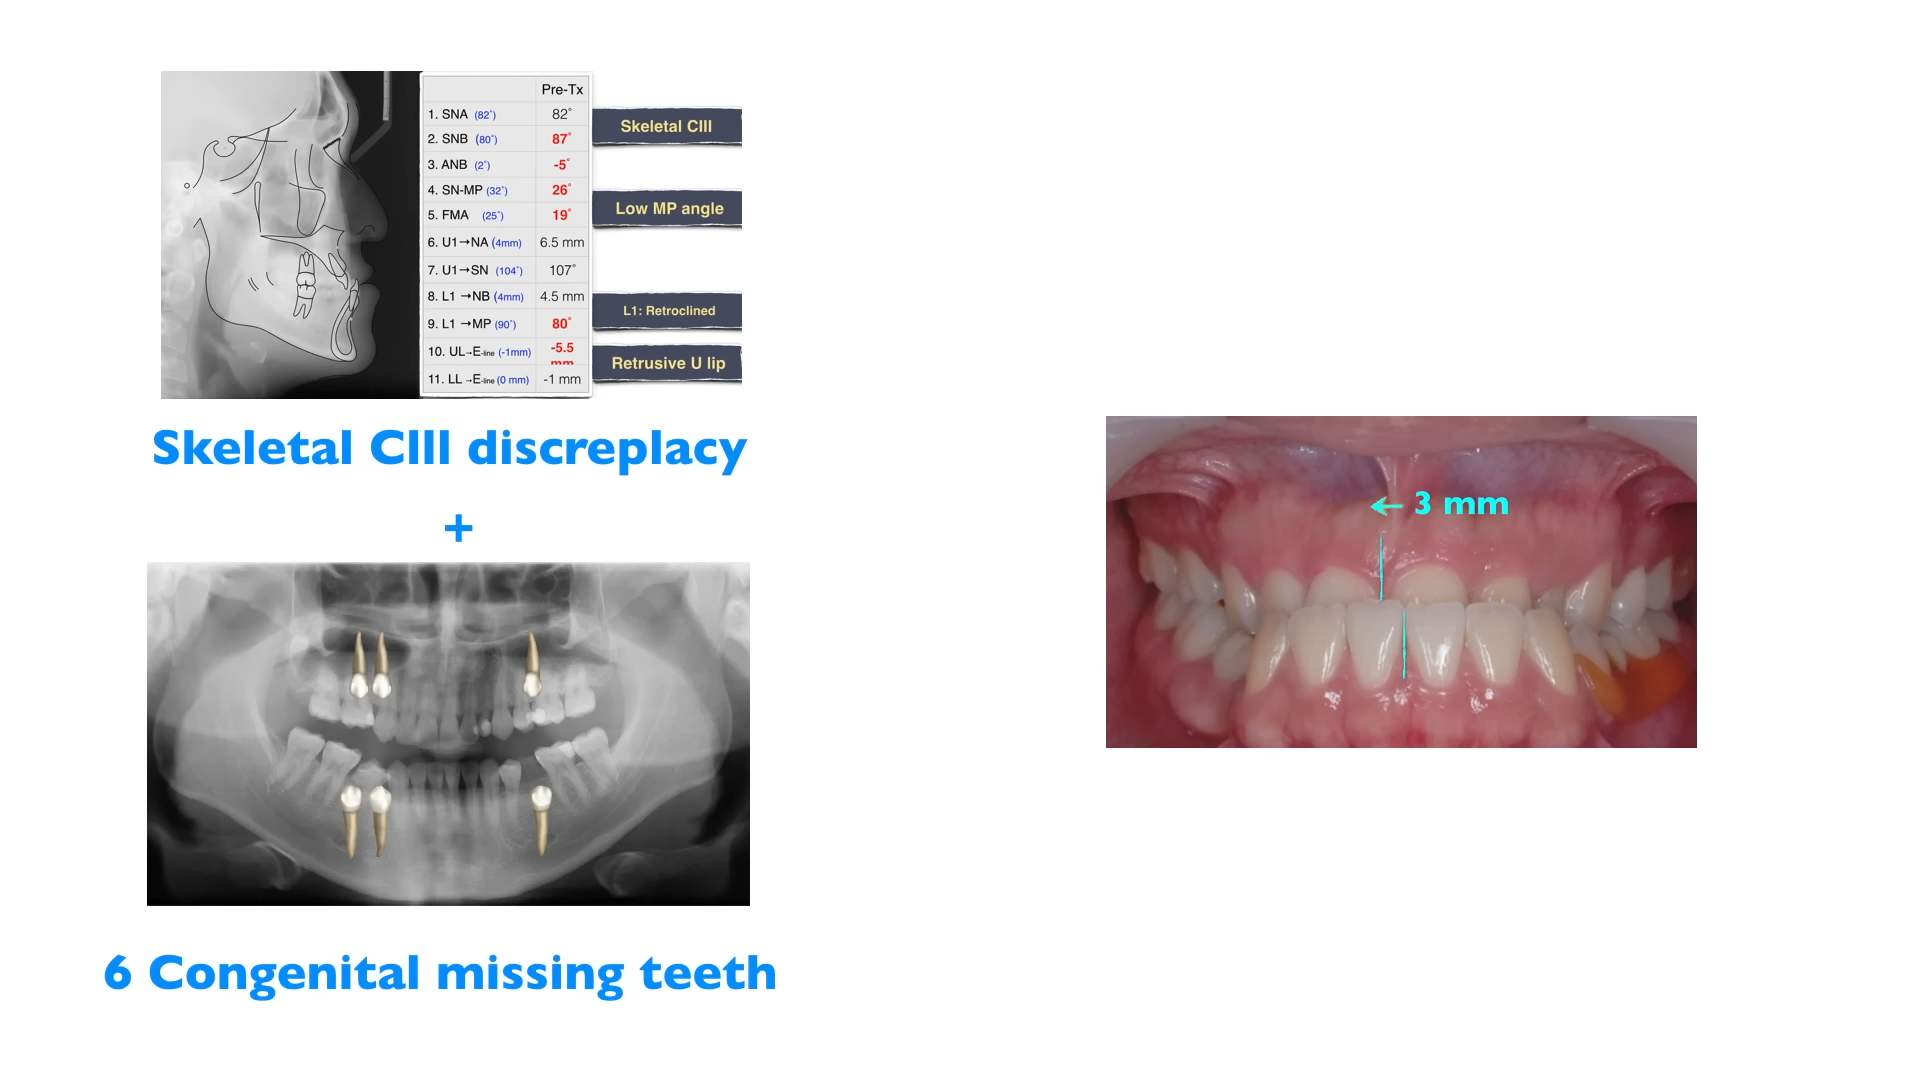 Pre-Tx
1. SNA (82˚) 82˚
2. SNB (80˚) 87˚
3. ANB (2˚) -5˚
4. SN-MP (32˚) 26˚
5. FMA (25˚) 19˚
6. U1→NA (4mm) 6.5 mm
7. U1→SN (104˚) 107˚
8. L1 →NB (4mm) 4.5 mm
9. L1 →MP (90˚) 80˚
10. UL→E-line (-1mm) -5.5 mm
11. LL →E-line (0 mm) -1 mm
Skeletal CIII
Low MP angle
L1: Retroclined
Retrusive U lip
Skeletal CIII discreplacy
+
6 Congenital missing teeth
← 3 mm